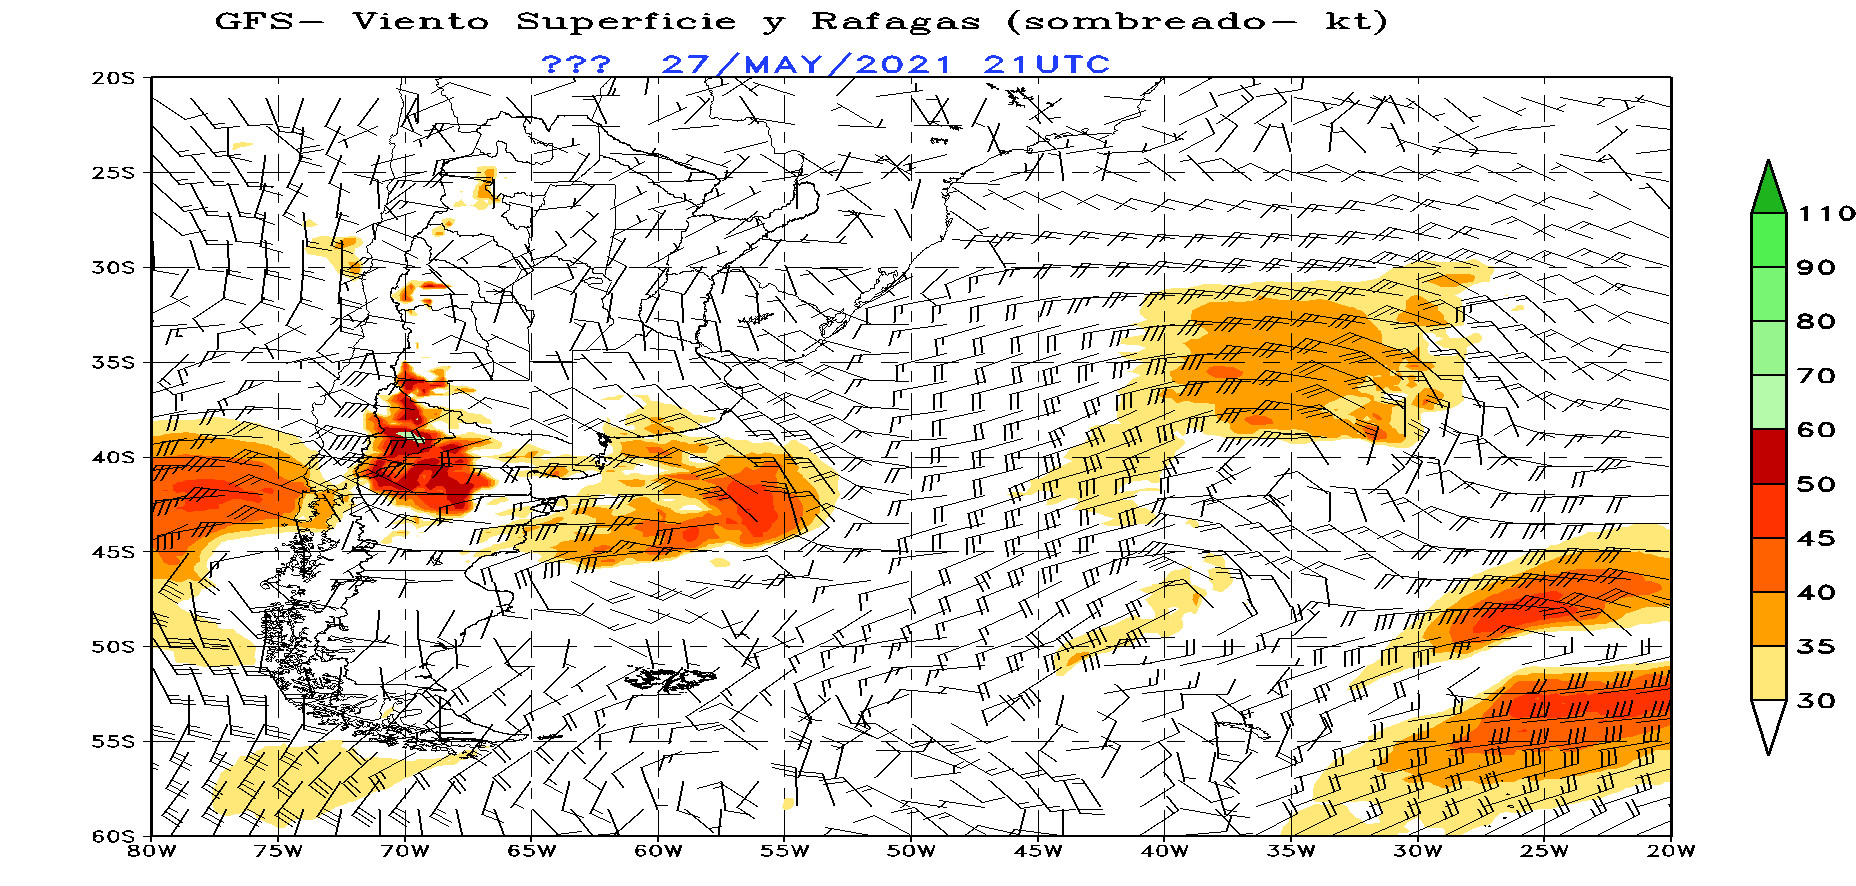 GFS- Viento Superficie y Rafagas (sombreado- kt)
??? 27/MAY/2021 21UTC
20S
25S
30S
35S
40S
45S
50S
55S
60S
80W 75W 70W 65W 60W 55W 50W 45W 40W 35W 30W 25W 20W
110
90
80
70
60
50
45
40
35
30